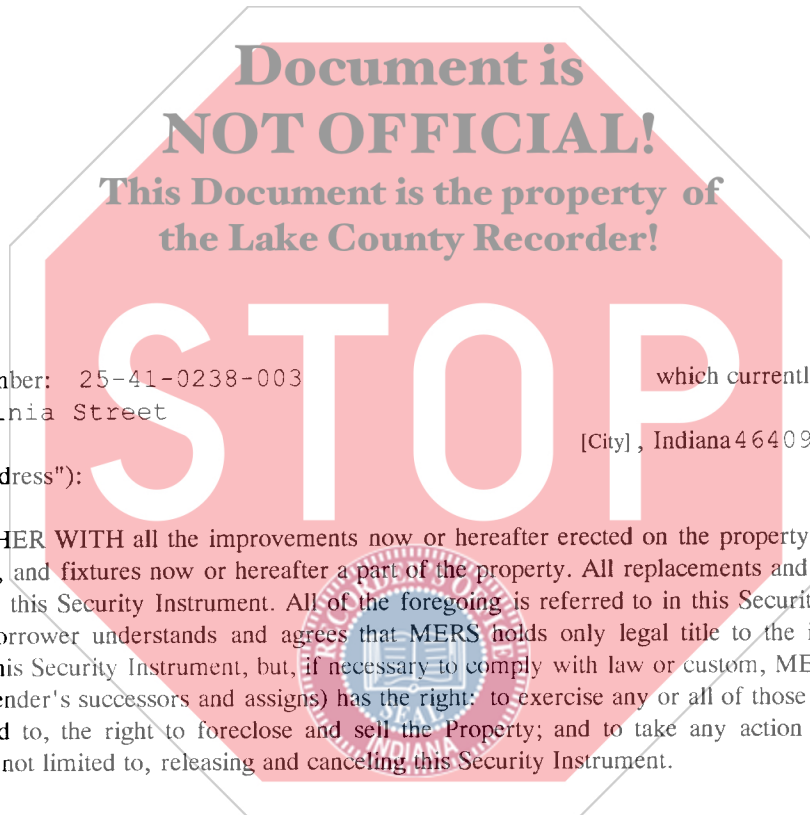 Document is
NOT OFFICIAL!
This Document is the property of
the Lake County Recorder!
STOP
nber: 25-41-0238-003 which currentl
inia Street
[City] , Indiana 46409
dress"):
HER WITH all the improvements now or hereafter erected on the property
, and fixtures now or hereafter a part of the property. All replacements and
this Security Instrument. All of the foregoing is referred to in this Securit
orrower understands and agrees that MERS holds only legal title to the i
his Security Instrument, but, if necessary to comply with law or custom, ME
ender's successors and assigns) has the right: to exercise any or all of those
d to, the right to foreclose and sell the Property; and to take any action
not limited to, releasing and canceling this Security Instrument.
SEAL
INDIANA